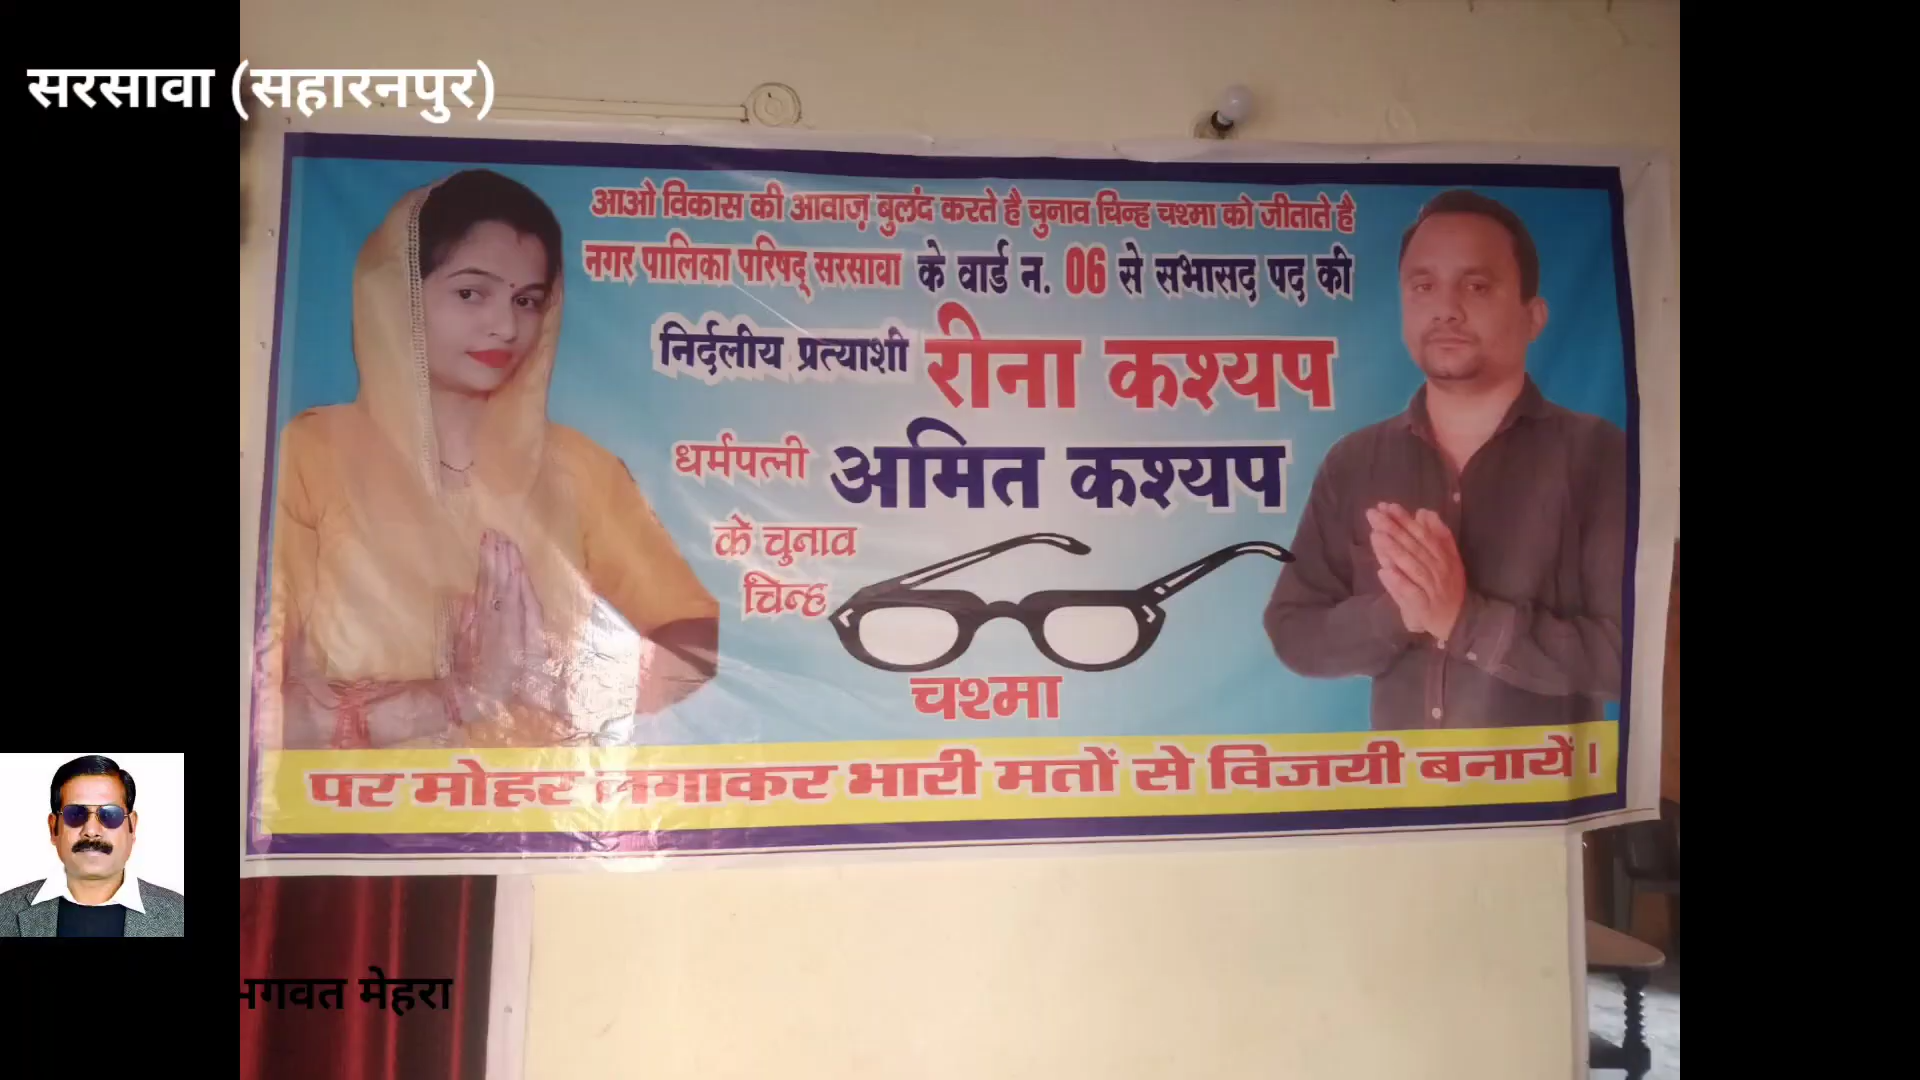 सरसावा (सहारनपुर)
आओ विकास की आवाज़ बुलंद करते है चुनाव चिन्ह चश्मा को जीताते है
नगर पालिका परिषद् सरसावा के वार्ड न. 06 से सभासद पद की
निर्दलीय प्रत्याशी रीना कश्यप
धर्मपत्नी अमित कश्यप
के चुनाव
चिन्ह
चश्मा
पर मोहर लगाकर भारी मतों से विजयी बनायें ।
भगवत मेहरा